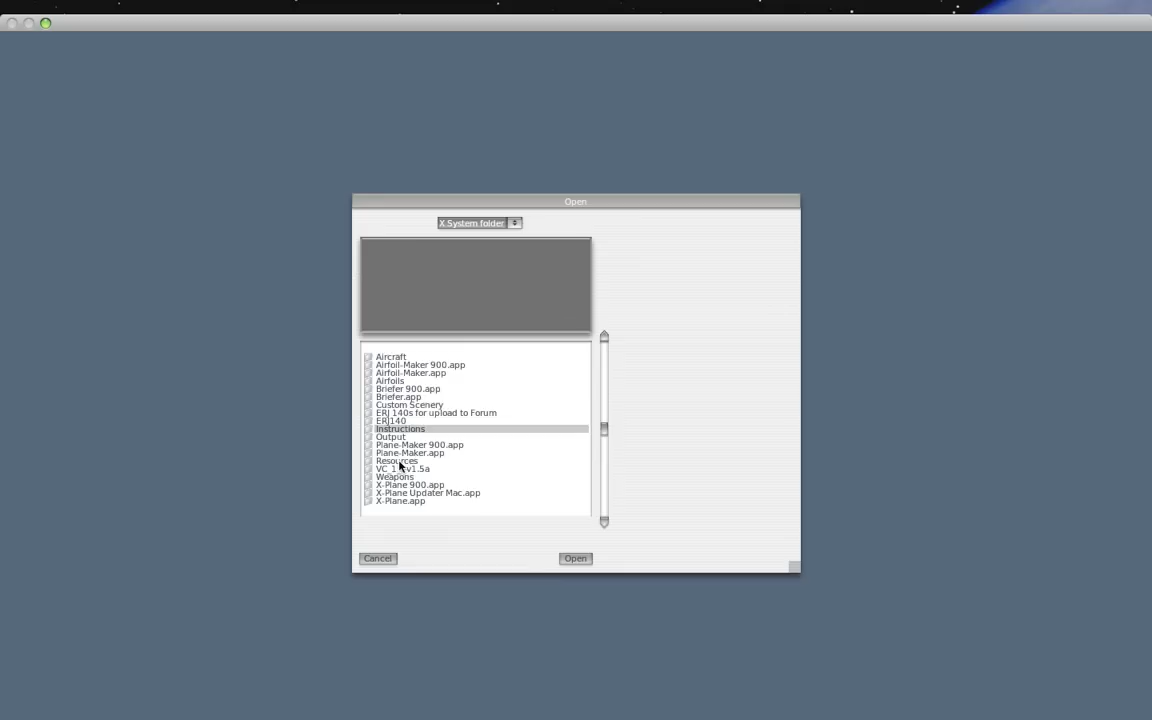 Open
X System folder
Aircraft
Airfoil-Maker 900.app
Airfoil-Maker.app
Airfoils
Briefer 900.app
Briefer.app
Custom Scenery
ERJ 140s for upload to Forum
ERJ140
Instructions
Output
Plane-Maker 900.app
Plane-Maker.app
Resources
Weapons
X-Plane 900.app
X-Plane Updater Mac.app
X-Plane.app
Cancel
Open